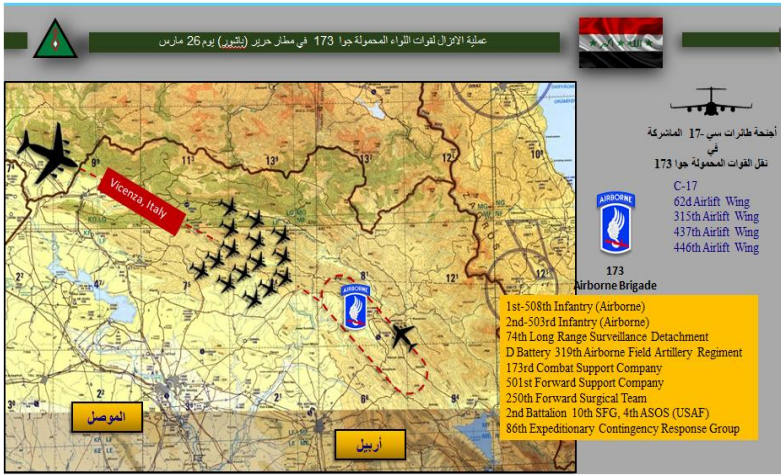 عملية الانزال لقوات اللواء المحمولة جوا 173 في مطار حرير (باشور) يوم 26 مارس
الله اكبر
أجنحة طائرات سي -17 الماشركة
في
نقل القوات المحمولة جوا 173
C-17
62d Airlift Wing
315th Airlift Wing
437th Airlift Wing
446th Airlift Wing
AIRBORNE
173
Airborne Brigade
Vicenza, Italy
AIRBORNE
1st-508th Infantry (Airborne)
2nd-503rd Infantry (Airborne)
74th Long Range Surveillance Detachment
D Battery 319th Airborne Field Artillery Regiment
173rd Combat Support Company
501st Forward Support Company
250th Forward Surgical Team
2nd Battalion 10th SFG, 4th ASOS (USAF)
86th Expeditionary Contingency Response Group
الموصل
أربيل